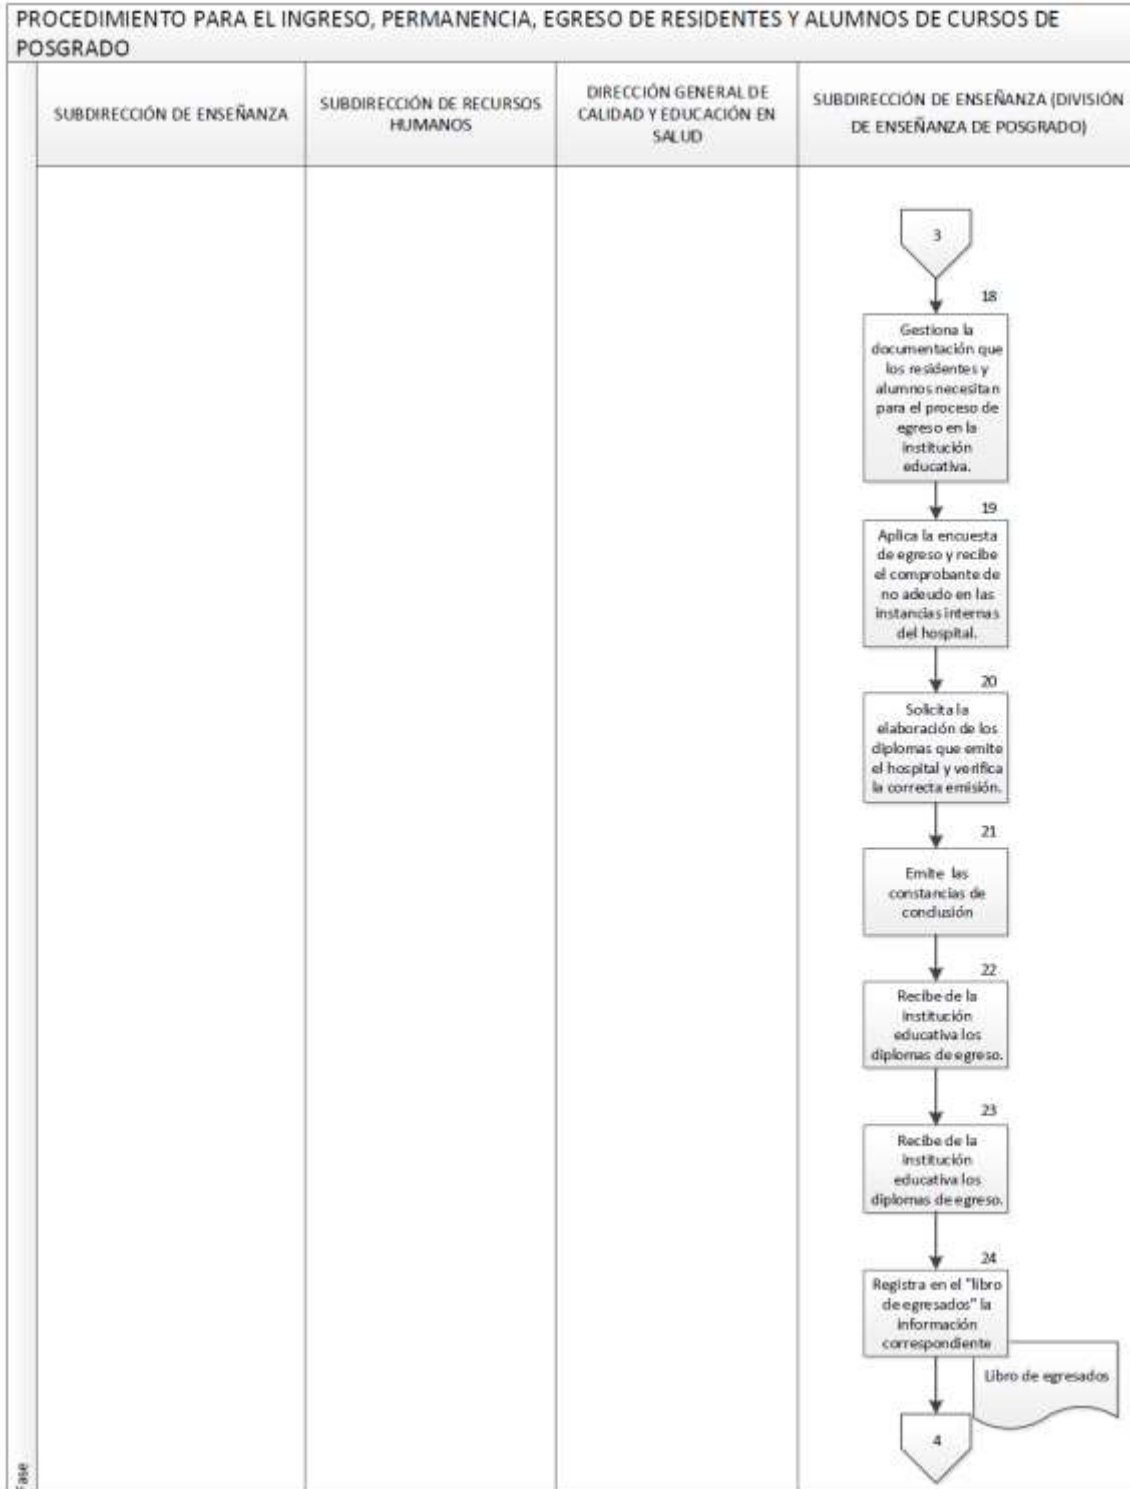 PROCEDIMIENTO PARA EL INGRESO, PERMANENCIA, EGRESO DE RESIDENTES Y ALUMNOS DE CURSOS DE
POSGRADO
SUBDIRECCIÓN DE ENSEÑANZA
SUBDIRECCIÓN DE RECURSOS
HUMANOS
DIRECCIÓN GENERAL DE
CALIDAD Y EDUCACIÓN EN
SALUD
SUBDIRECCIÓN DE ENSEÑANZA (DIVISIÓN
DE ENSEÑANZA DE POSGRADO)
3
18
Gestiona la
documentación que
los residentes y
alumnos necesitan
para el proceso de
egreso en la
institución
educativa.
19
Aplica la encuesta
de egreso y recibe
el comprobante de
no adeudo en las
instancias internas
del hospital.
20
Solicita la
elaboración de los
diplomas que emite
el hospital y verifica
la correcta emisión.
21
Emite las
constancias de
conclusión
22
Recibe de la
institución
educativa los
diplomas de egreso.
23
Recibe de la
institución
educativa los
diplomas de egreso.
24
Registra en el "libro
de egresados" la
información
correspondiente
Libro de egresados
4
Fase